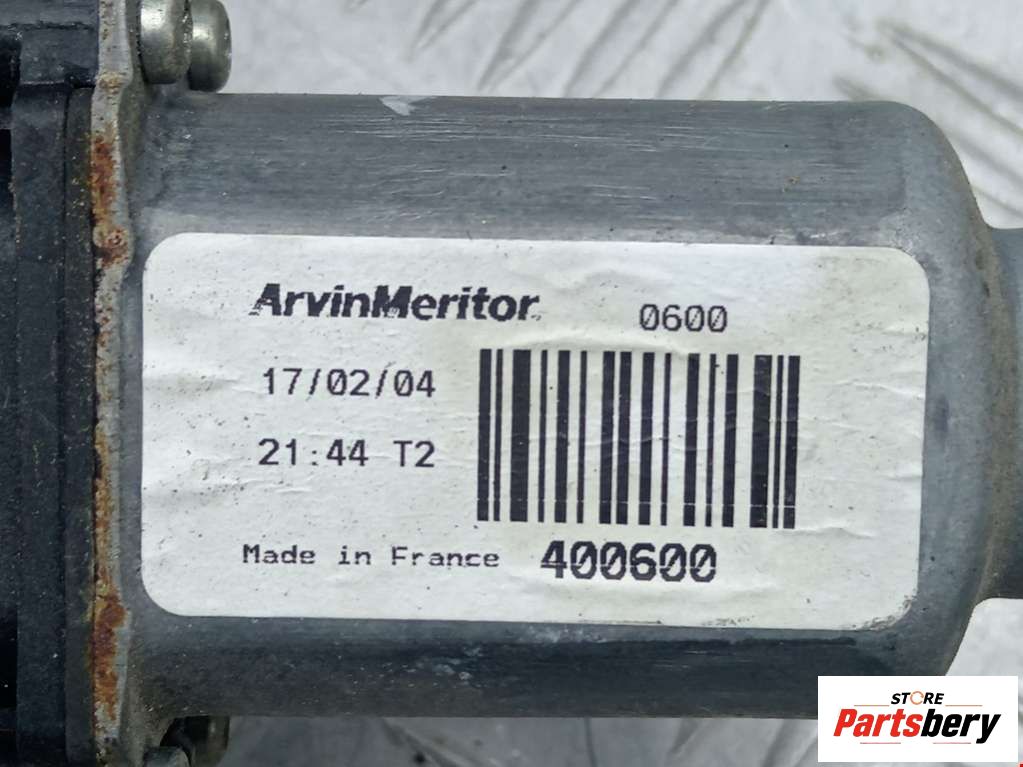 ArvinMeritor 0600
17/02/04
21:44 T2
Made in France 400600
STORE
Partsbery